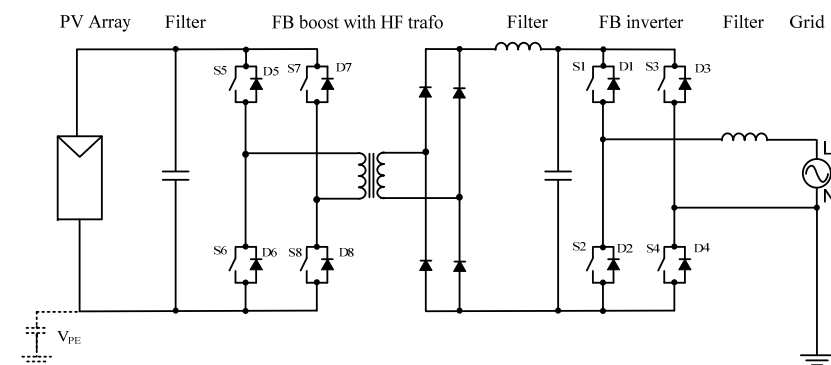 PV Array Filter FB boost with HF trafo Filter FB inverter Filter Grid
S5 D5 S7 D7 S1 D1 S3 D3
L
N
S6 D6 S8 D8 S2 D2 S4 D4
VPE